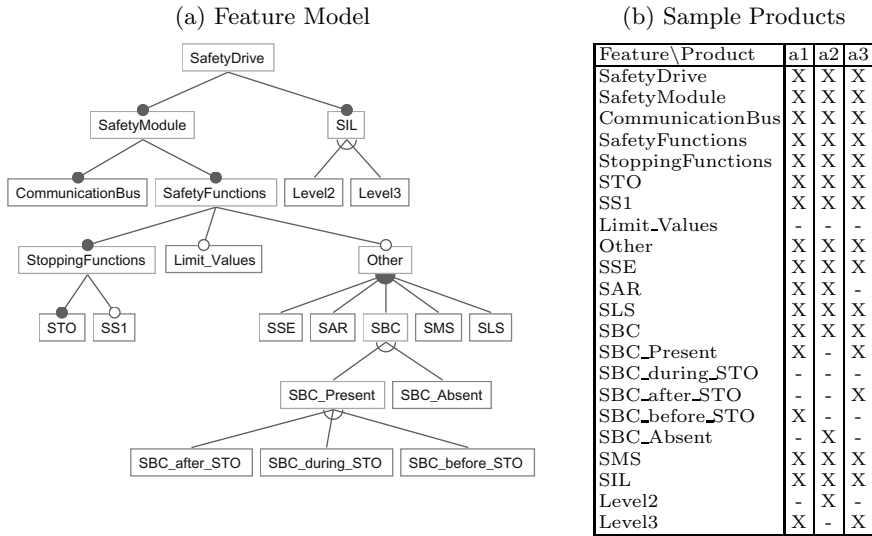 (a) Feature Model
SafetyDrive
SafetyModule SIL
CommunicationBus SafetyFunctions Level2 Level3
StoppingFunctions Limit_Values Other
STO SS1 SSE SAR SBC SMS SLS
SBC_Present SBC_Absent
SBC_after_STO SBC_during_STO SBC_before_STO
(b) Sample Products
Feature\Product a1 a2 a3
SafetyDrive X X X
SafetyModule X X X
CommunicationBus X X X
SafetyFunctions X X X
StoppingFunctions X X X
STO X X X
SS1 X X X
Limit_Values - - -
Other X X X
SSE X X X
SAR X X -
SLS X X X
SBC X X X
SBC_Present X - X
SBC_during_STO - - -
SBC_after_STO - - X
SBC_before_STO X - -
SBC_Absent - X -
SMS X X X
SIL X X X
Level2 - X -
Level3 X - X